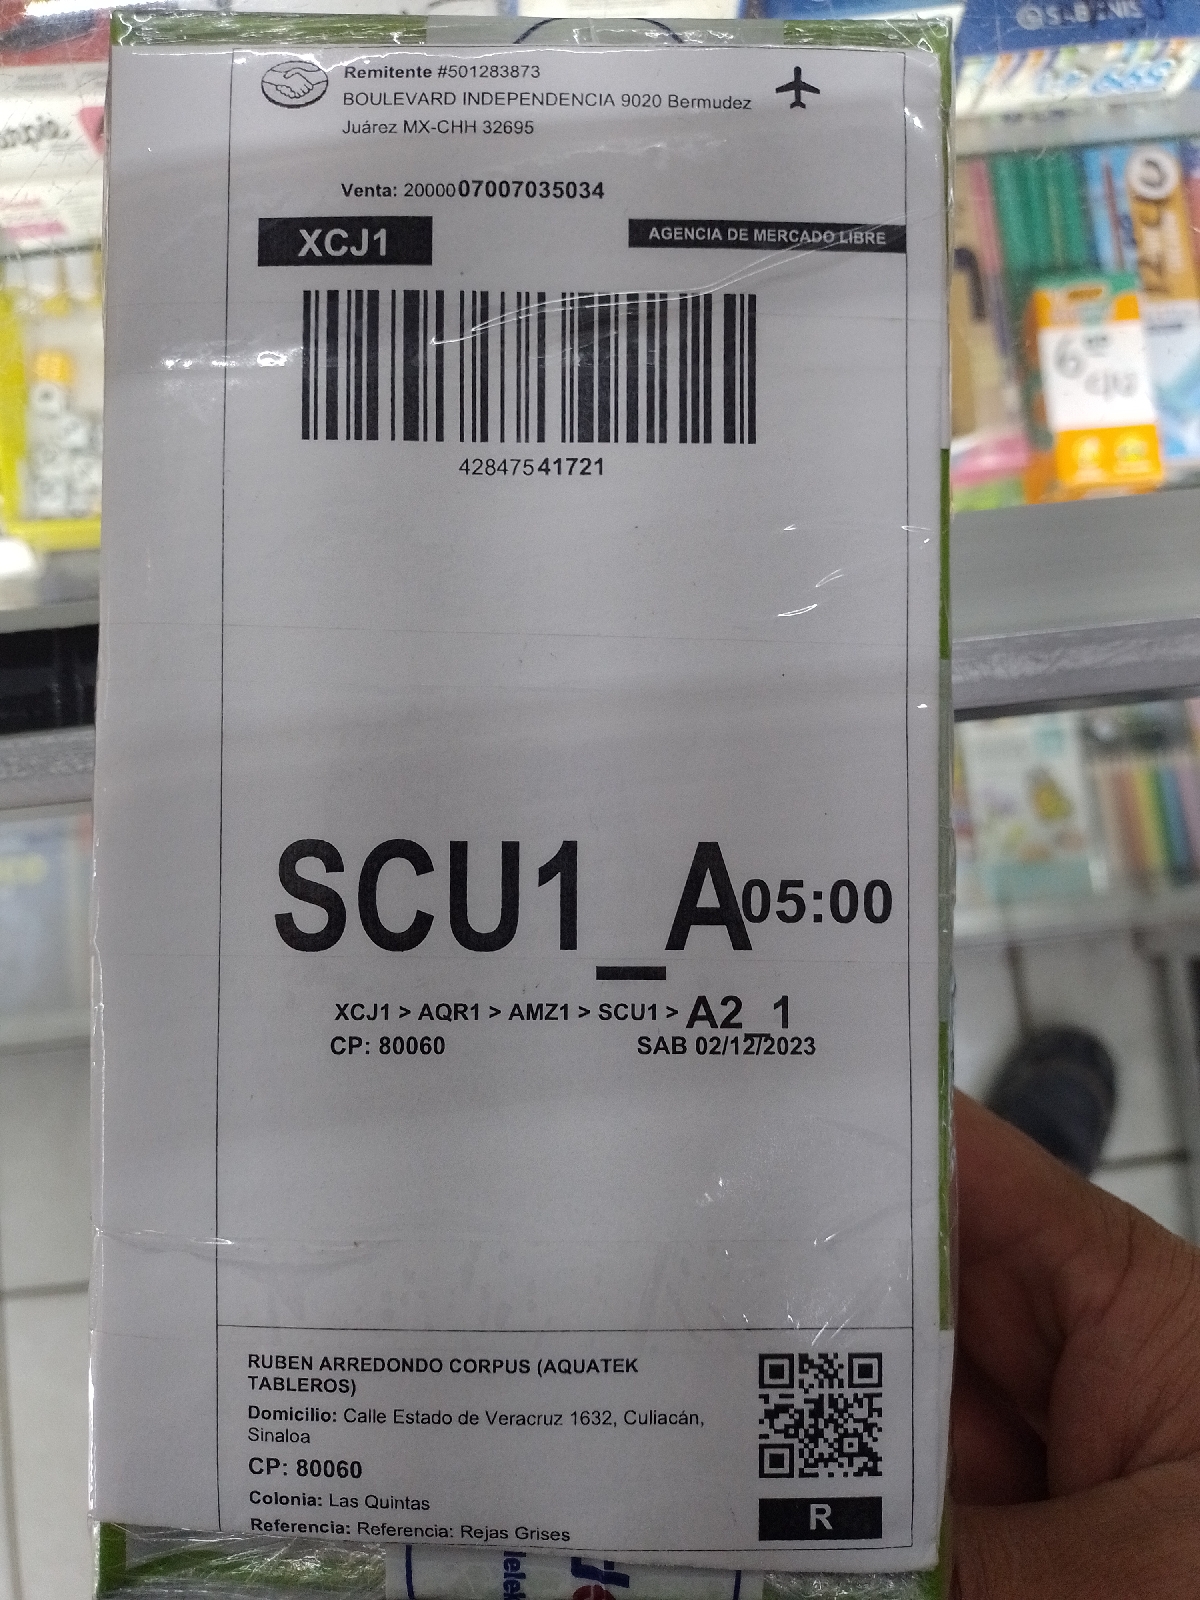 Remitente #501283873
BOULEVARD INDEPENDENCIA 9020 Bermudez
Juárez MX-CHH 32695
Venta: 2000007007035034
XCJ1
AGENCIA DE MERCADO LIBRE
42847541721
SCU1_A05:00
XCJ1 > AQR1 > AMZ1 > SCU1 > A2_1
CP: 80060
SAB 02/12/2023
RUBEN ARREDONDO CORPUS (AQUATEK
TABLEROS)
Domicilio: Calle Estado de Veracruz 1632, Culiacán,
Sinaloa
CP: 80060
Colonia: Las Quintas
Referencia: Referencia: Rejas Grises
R